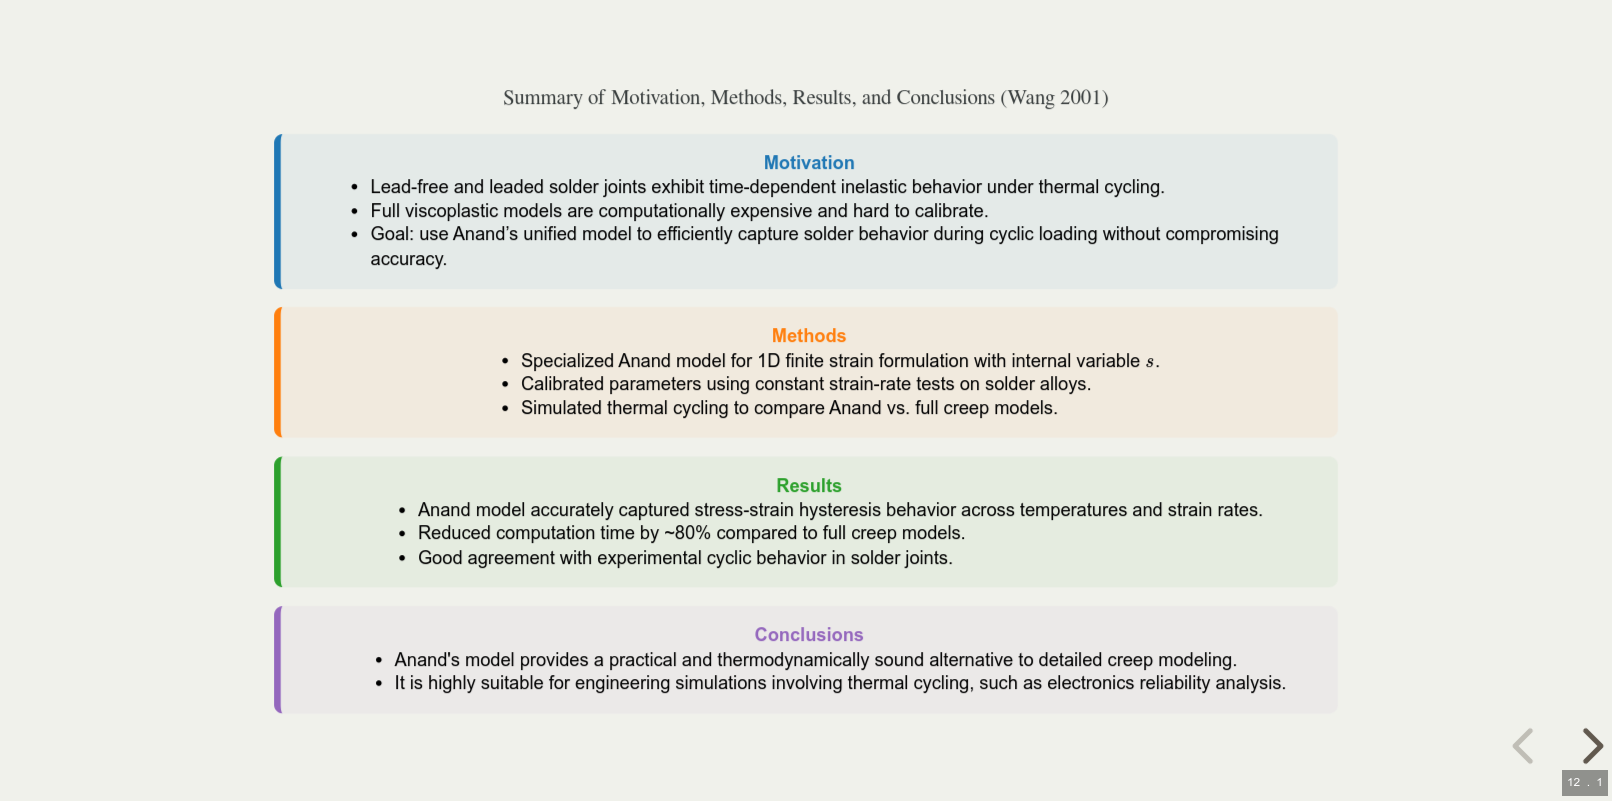 Summary of Motivation, Methods, Results, and Conclusions (Wang 2001)
Motivation
• Lead-free and leaded solder joints exhibit time-dependent inelastic behavior under thermal cycling.
• Full viscoplastic models are computationally expensive and hard to calibrate.
• Goal: use Anand’s unified model to efficiently capture solder behavior during cyclic loading without compromising
accuracy.
Methods
• Specialized Anand model for 1D finite strain formulation with internal variable s.
• Calibrated parameters using constant strain-rate tests on solder alloys.
• Simulated thermal cycling to compare Anand vs. full creep models.
Results
• Anand model accurately captured stress-strain hysteresis behavior across temperatures and strain rates.
• Reduced computation time by ~80% compared to full creep models.
• Good agreement with experimental cyclic behavior in solder joints.
Conclusions
• Anand's model provides a practical and thermodynamically sound alternative to detailed creep modeling.
• It is highly suitable for engineering simulations involving thermal cycling, such as electronics reliability analysis.
12 . 1